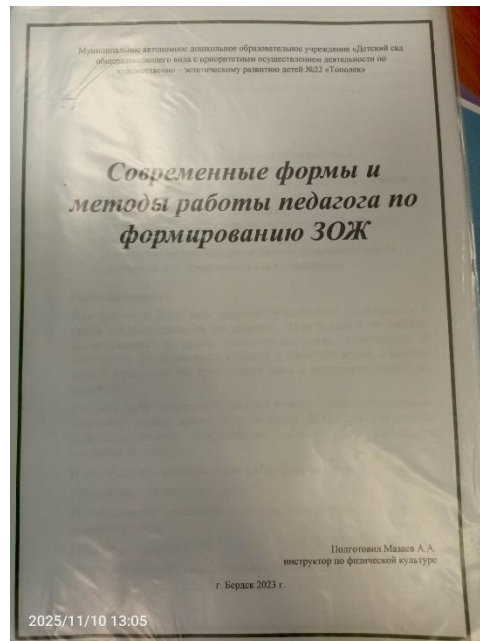 Муниципальное автономное дошкольное образовательное учреждение «Детский сад
общеразвивающего вида с приоритетным осуществлением деятельности по
художественно – эстетическому развитию детей №22 «Тополек»
Современные формы и
методы работы педагога по
формированию ЗОЖ
Подготовил Мазаев А.А.
инструктор по физической культуре
г. Бердск 2023 г.
2025/11/10 13:05